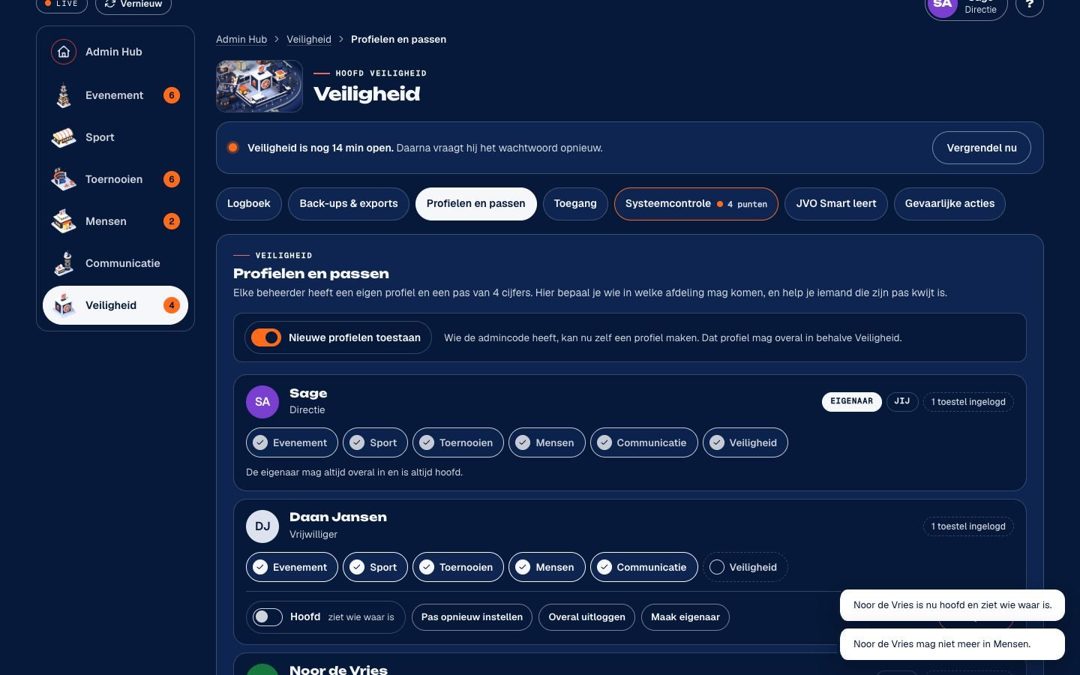 LIVE
Vernieuw
SA
Sage
Directie
?
Admin Hub
Evenement 6
Sport
Toernooien 6
Mensen 2
Communicatie
Veiligheid 4
Admin Hub > Veiligheid > Profielen en passen
HOOFD VEILIGHEID
Veiligheid
Veiligheid is nog 14 min open. Daarna vraagt hij het wachtwoord opnieuw.
Vergrendel nu
Logboek
Back-ups & exports
Profielen en passen
Toegang
Systeemcontrole 4 punten
JVO Smart leert
Gevaarlijke acties
VEILIGHEID
Profielen en passen
Elke beheerder heeft een eigen profiel en een pas van 4 cijfers. Hier bepaal je wie in welke afdeling mag komen, en help je iemand die zijn pas kwijt is.
Nieuwe profielen toestaan
Wie de admincode heeft, kan nu zelf een profiel maken. Dat profiel mag overal in behalve Veiligheid.
SA
Sage
Directie
EIGENAAR
JIJ
1 toestel ingelogd
Evenement
Sport
Toernooien
Mensen
Communicatie
Veiligheid
De eigenaar mag altijd overal in en is altijd hoofd.
DJ
Daan Jansen
Vrijwilliger
1 toestel ingelogd
Evenement
Sport
Toernooien
Mensen
Communicatie
Veiligheid
Hoofd ziet wie waar is
Pas opnieuw instellen
Overal uitloggen
Maak eigenaar
Noor de Vries is nu hoofd en ziet wie waar is.
Noor de Vries mag niet meer in Mensen.
Noor de Vries